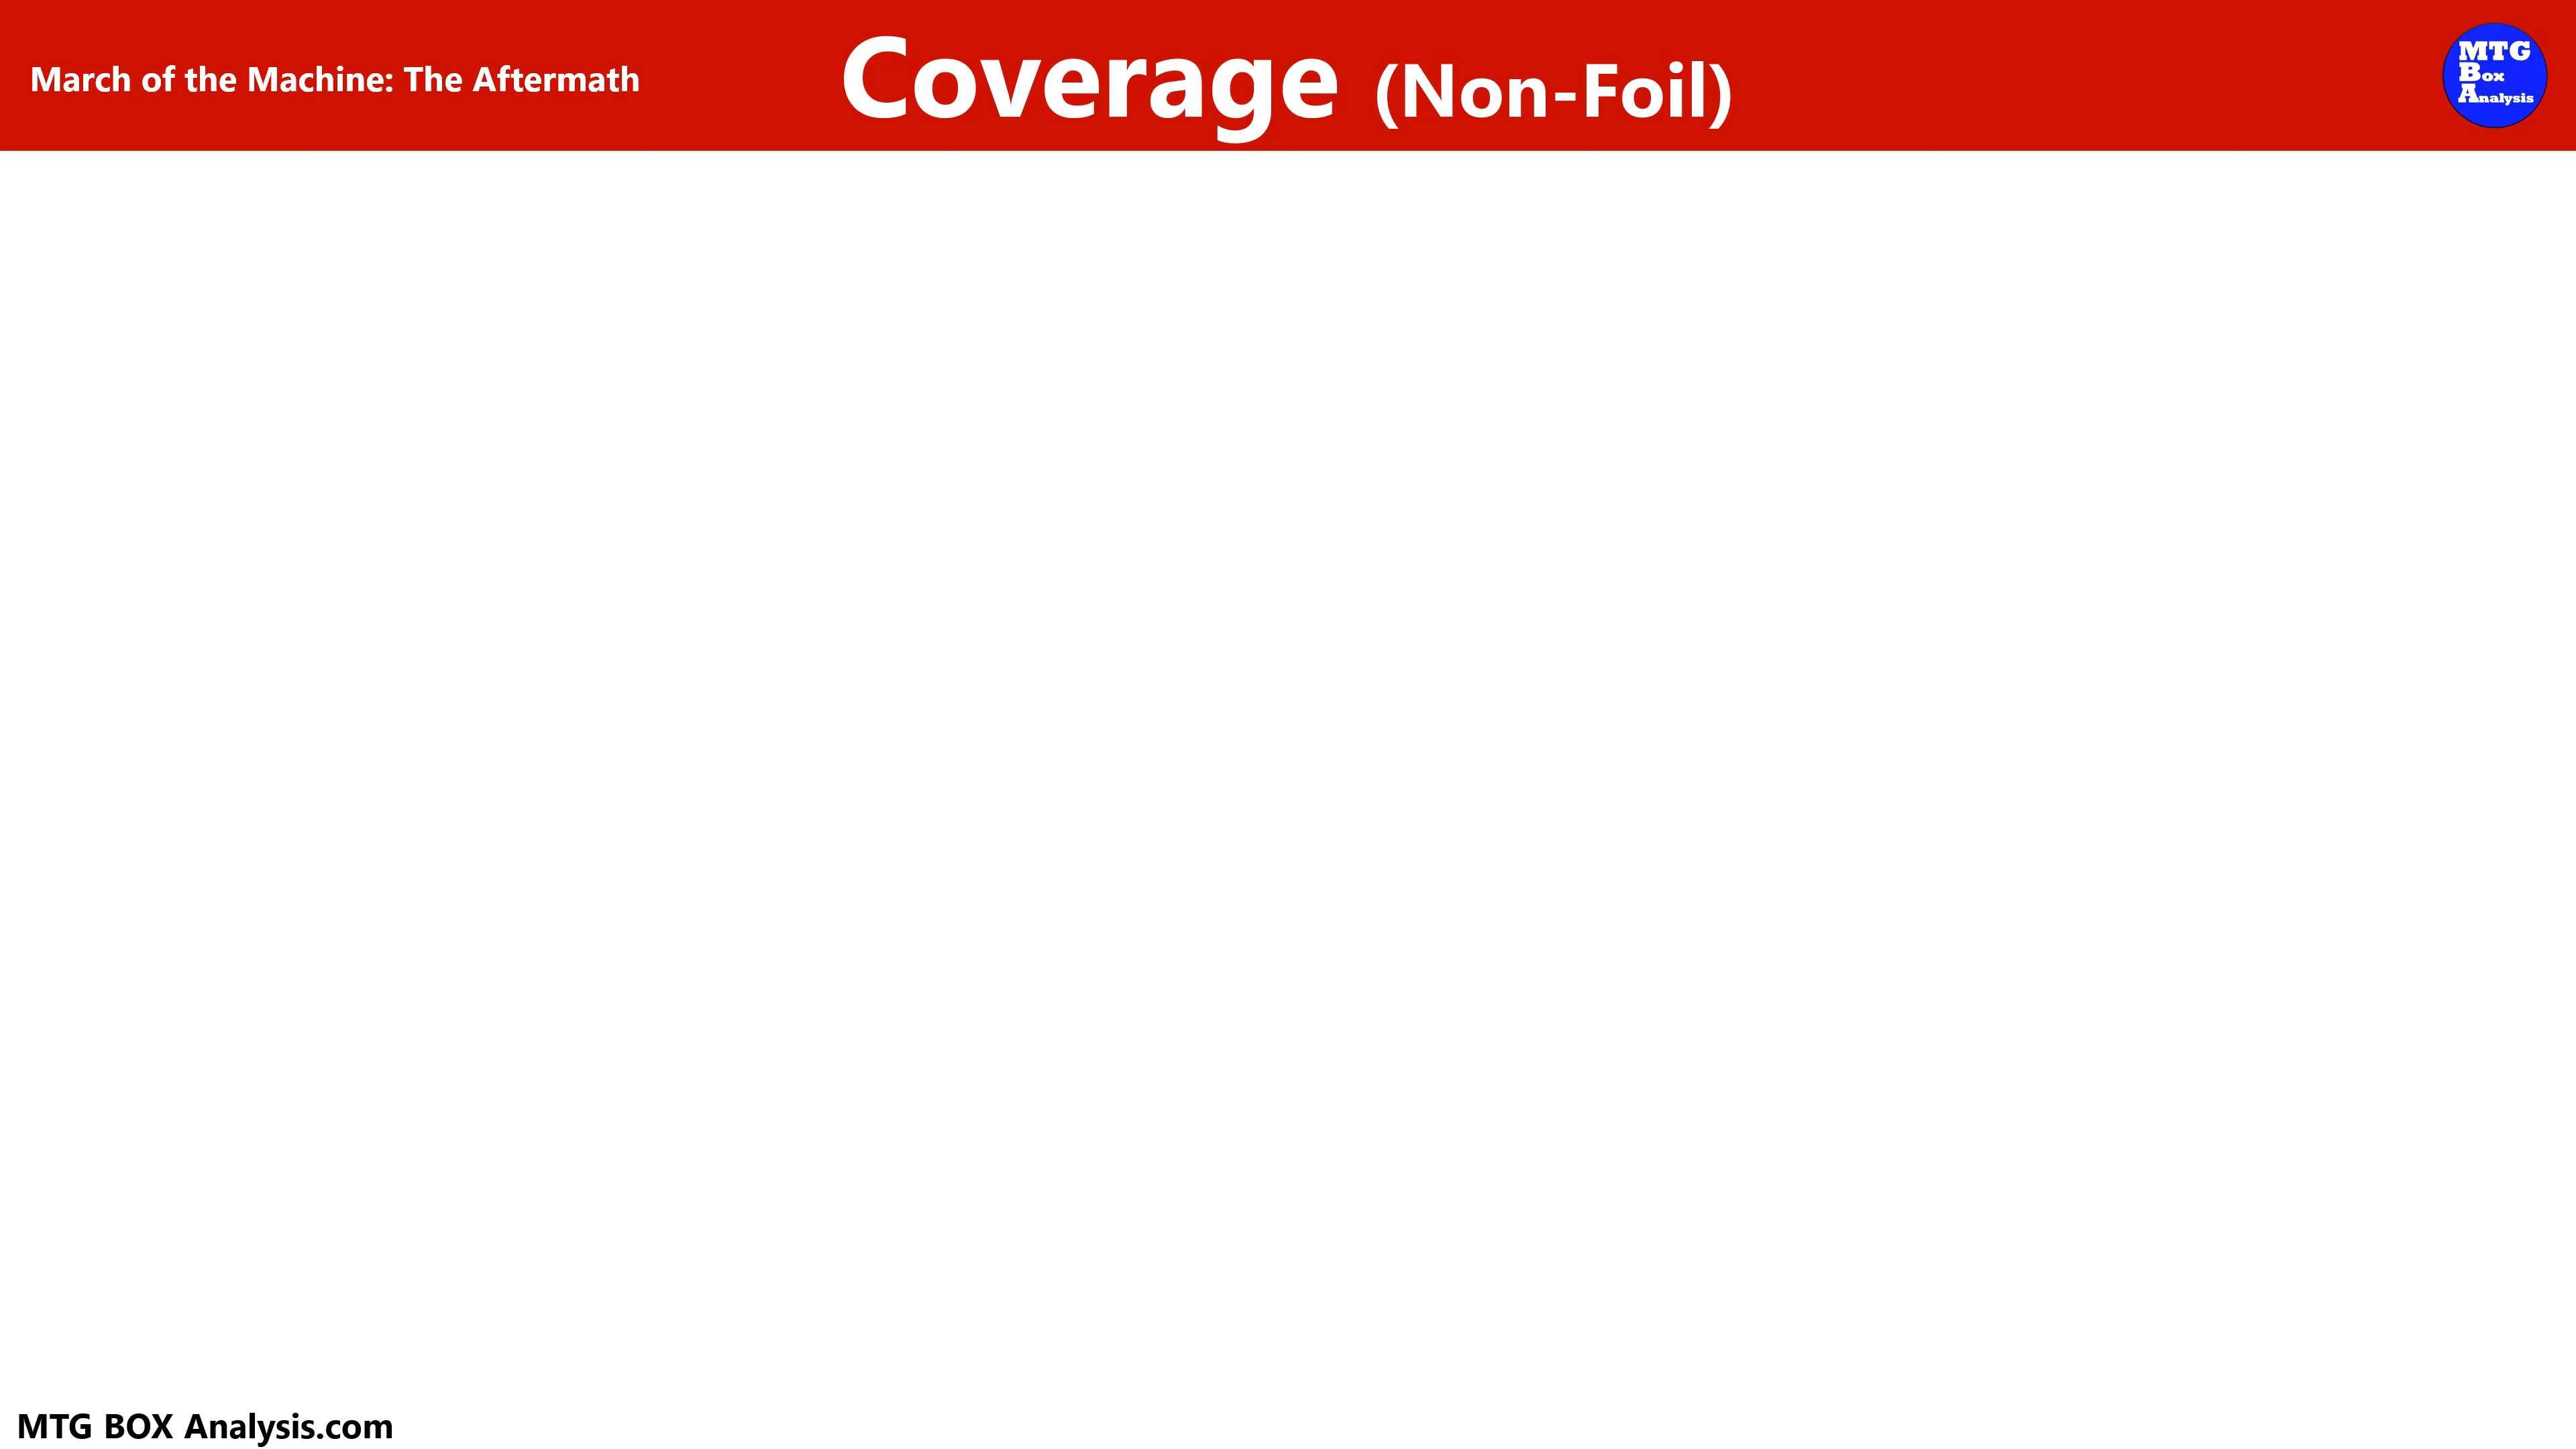 March of the Machine: The Aftermath
Coverage (Non-Foil)
MTG
Box
Analysis
MTG BOX Analysis.com